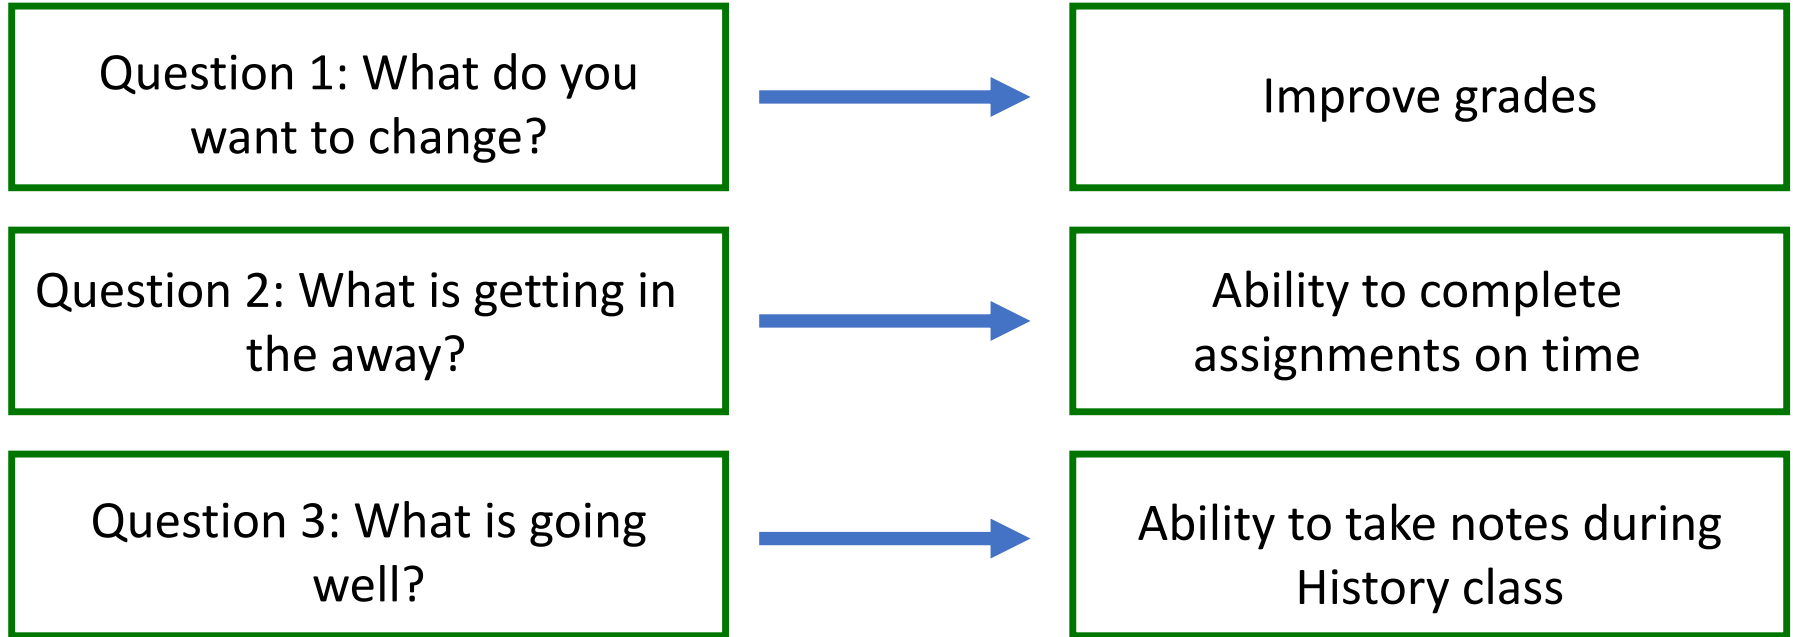 Question 1: What do you
want to change?
Improve grades
Question 2: What is getting in
the away?
Ability to complete
assignments on time
Question 3: What is going
well?
Ability to take notes during
History class